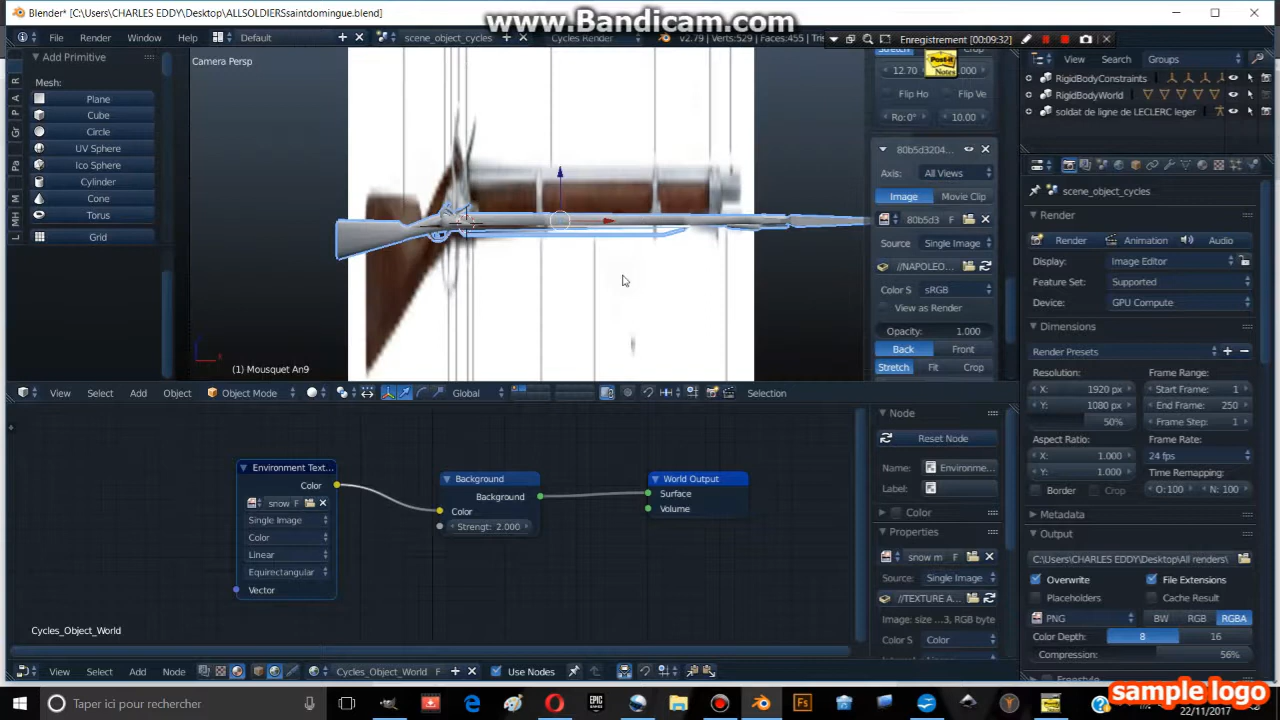 Blender* [C:\Users\CHARLES EDDY\Desktop\ALLSOLDIERSsaintdomingue.blend]
www.Bandicam.com
File Render Window Help Default scene_object_cycles Cycles Render v2.79 | Verts:529 | Faces:455 | Tris
Enregistrement [00:09:32]
Post-it
Notes
Add Primitive
Mesh:
Plane
Cube
Circle
UV Sphere
Ico Sphere
Cylinder
Cone
Torus
Grid
Camera Persp
(1) Mousquet An9
Stretch Crop
12.70
Flip Ho Flip Ve
Ro: 0° 10.00
80b5d3204...
Axis: All Views
Image Movie Clip
80b5d3 F
Source Single Image
//NAPOLEO...
Color S sRGB
View as Render
Opacity: 1.000
Back Front
Stretch Fit Crop
View Search Groups
RigidBodyConstraints
RigidBodyWorld
soldat de ligne de LECLERC leger
scene_object_cycles
Render
Render Animation Audio
Display: Image Editor
Feature Set: Supported
Device: GPU Compute
Dimensions
Render Presets
Resolution: Frame Range:
X: 1920 px Start Frame: 1
Y: 1080 px End Frame: 250
50% Frame Step: 1
Aspect Ratio: Frame Rate:
X: 1.000 24 fps
Y: 1.000 Time Remapping:
Border Crop O: 100 N: 100
Metadata
Output
C:\Users\CHARLES EDDY\Desktop\All renders\
Overwrite File Extensions
Placeholders Cache Result
PNG BW RGB RGBA
Color Depth: 8 16
Compression: 56%
Freestyle
View Select Add Object Object Mode Global Selection
Environment Text...
Color
snow F
Single Image
Color
Linear
Equirectangular
Vector
Background
Background
Color
Strengt: 2.000
World Output
Surface
Volume
Cycles_Object_World
Node
Reset Node
Name: Environme...
Label:
Color
Properties
snow m F
Source: Single Image
//TEXTURE A...
Image: size ...3, RGB byte
Color S Color
View Select Add Node Cycles_Object_World F Use Nodes
Taper ici pour rechercher
EPIC
GAMES
Fs
22/11/2017
sample logo